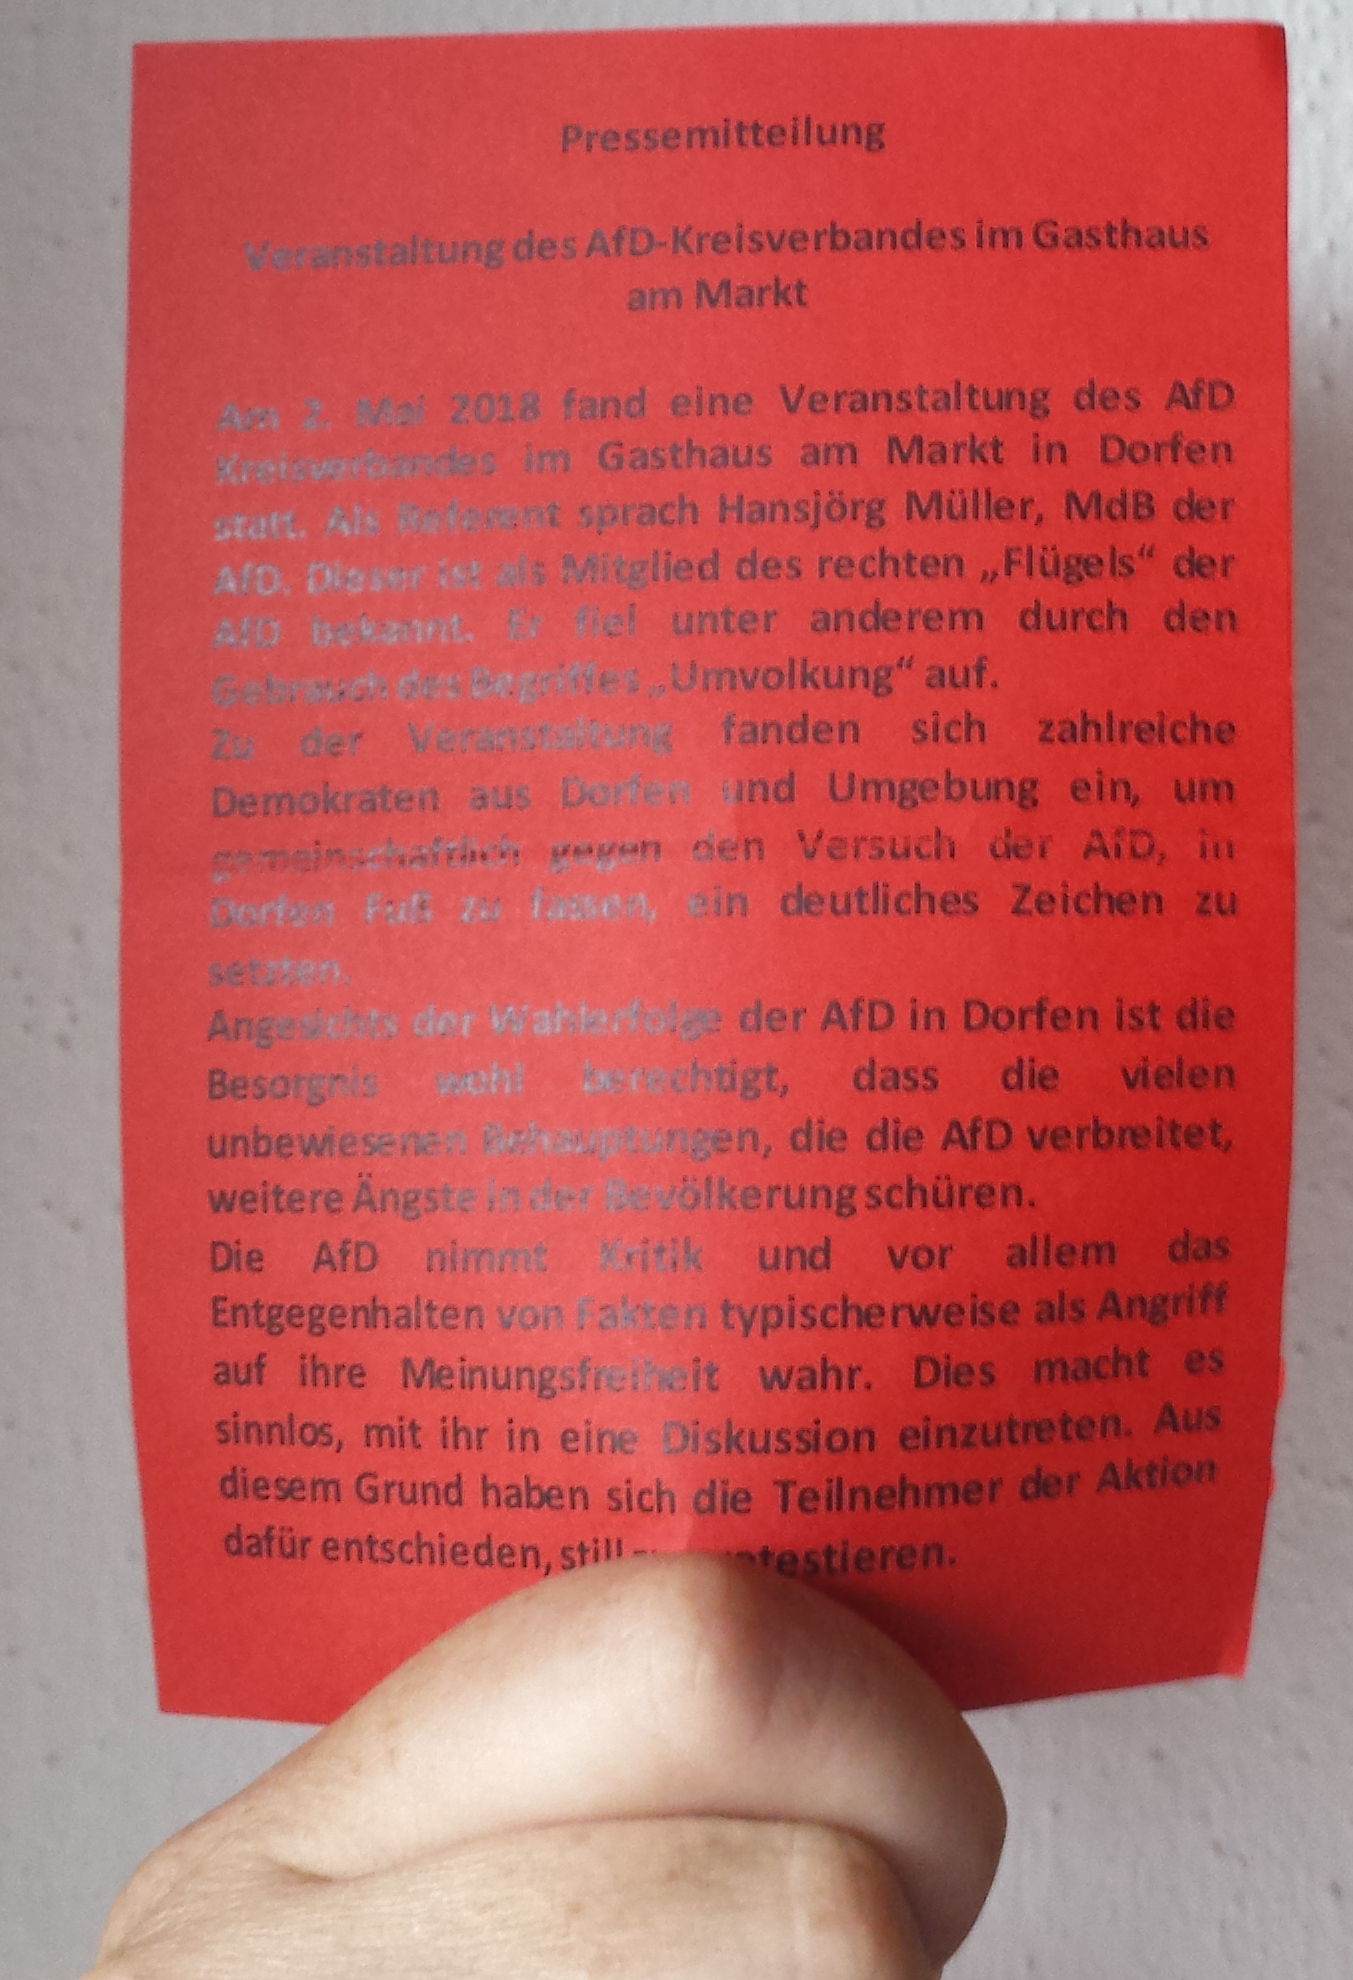 Pressemitteilung
Veranstaltung des AfD-Kreisverbandes im Gasthaus
am Markt
Am 2. Mai 2018 fand eine Veranstaltung des AfD
Kreisverbandes im Gasthaus am Markt in Dorfen
statt. Als Referent sprach Hansjörg Müller, MdB der
AfD. Dieser ist als Mitglied des rechten „Flügels“ der
AfD bekannt. Er fiel unter anderem durch den
Gebrauch des Begriffes „Umvolkung“ auf.
Zu der Veranstaltung fanden sich zahlreiche
Demokraten aus Dorfen und Umgebung ein, um
gemeinschaftlich gegen den Versuch der AfD, in
Dorfen Fuß zu fassen, ein deutliches Zeichen zu
setzten.
Angesichts der Wahlerfolge der AfD in Dorfen ist die
Besorgnis wohl berechtigt, dass die vielen
unbewiesenen Behauptungen, die die AfD verbreitet,
weitere Ängste in der Bevölkerung schüren.
Die AfD nimmt Kritik und vor allem das
Entgegenhalten von Fakten typischerweise als Angriff
auf ihre Meinungsfreiheit wahr. Dies macht es
sinnlos, mit ihr in eine Diskussion einzutreten. Aus
diesem Grund haben sich die Teilnehmer der Aktion
dafür entschieden, still